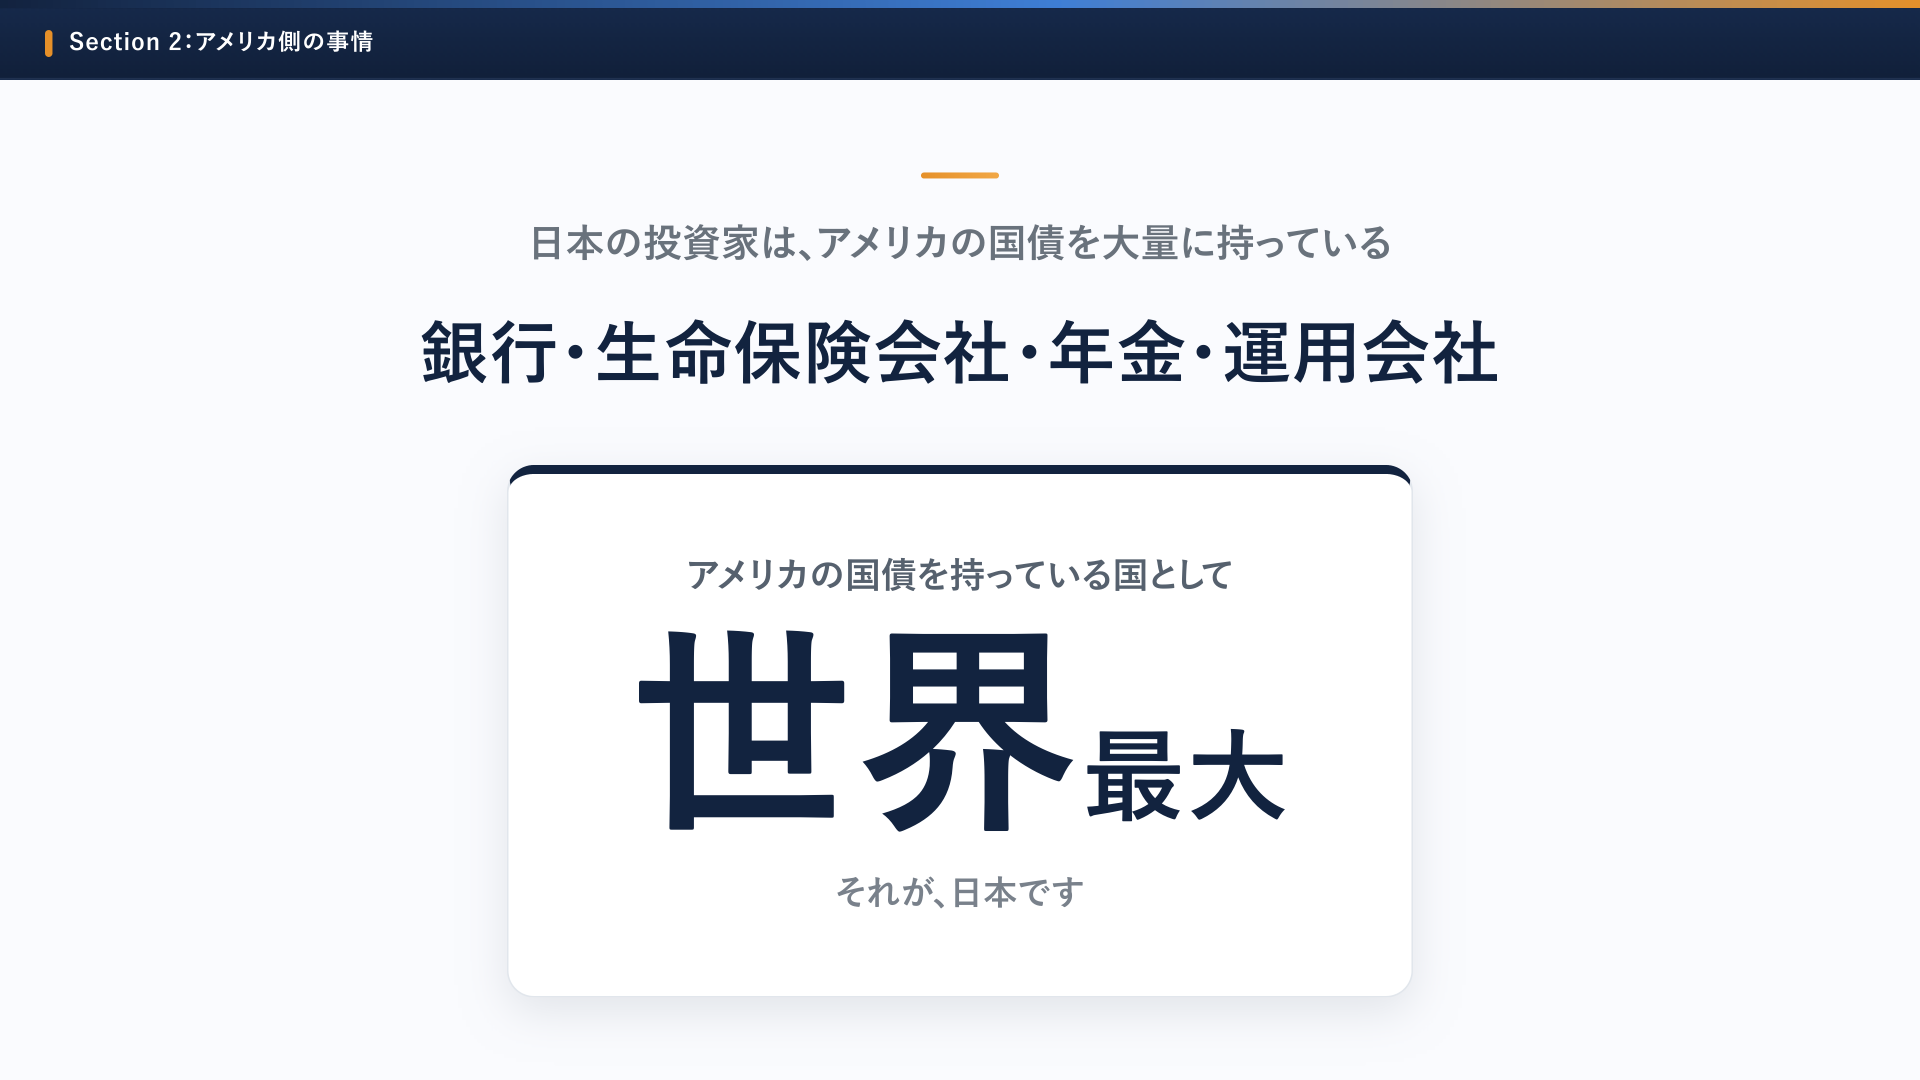 Section 2：アメリカ側の事情
日本の投資家は、アメリカの国債を大量に持っている
銀行・生命保険会社・年金・運用会社
アメリカの国債を持っている国として
世界最大
それが、日本です